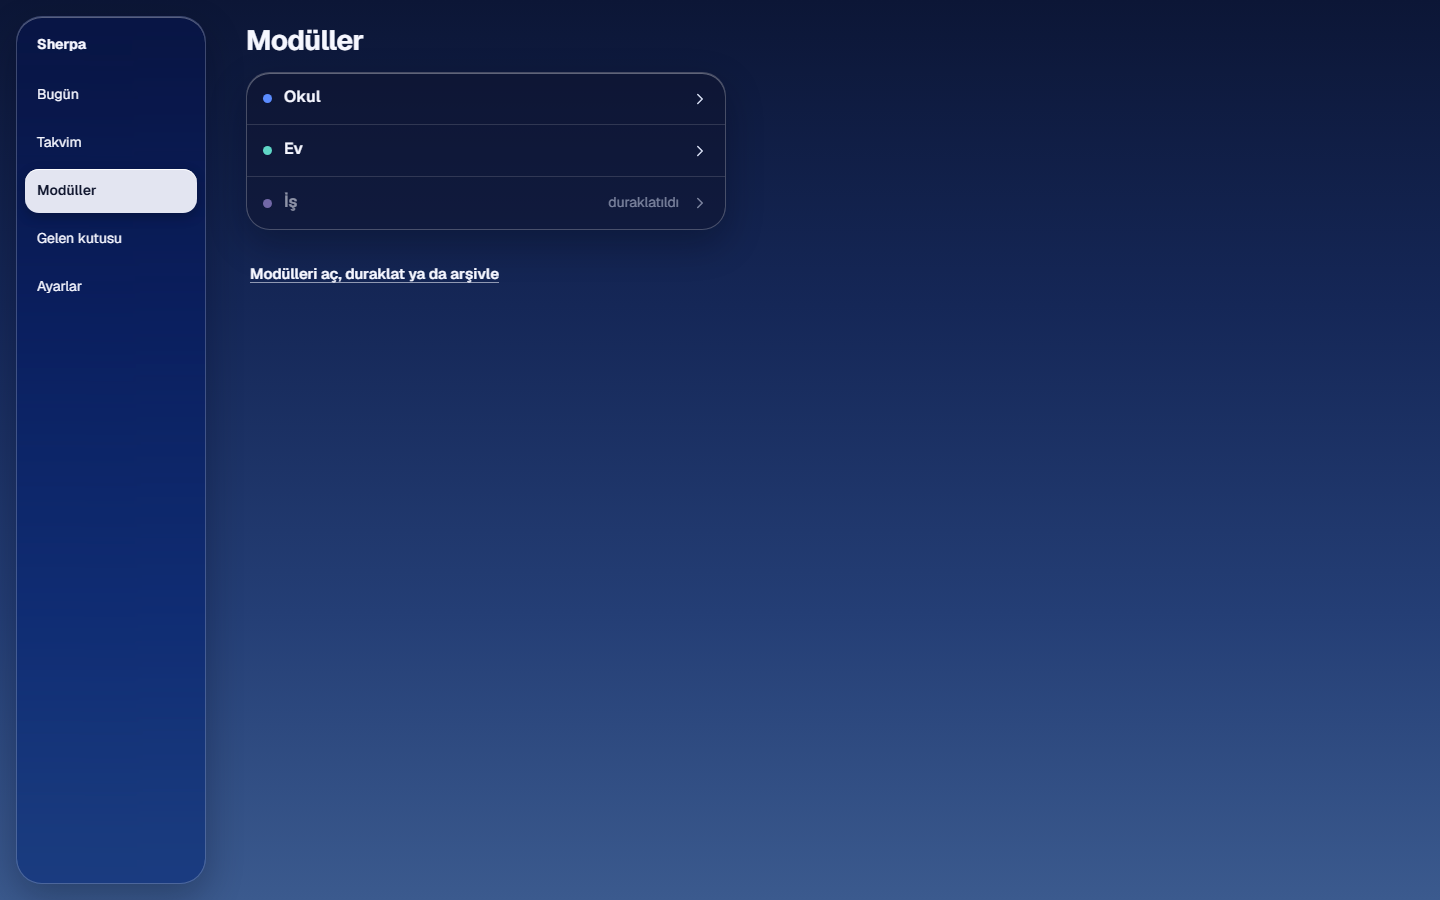 Sherpa
Bugün
Takvim
Modüller
Gelen kutusu
Ayarlar
Modüller
Okul
Ev
İş duraklatıldı
Modülleri aç, duraklat ya da arşivle